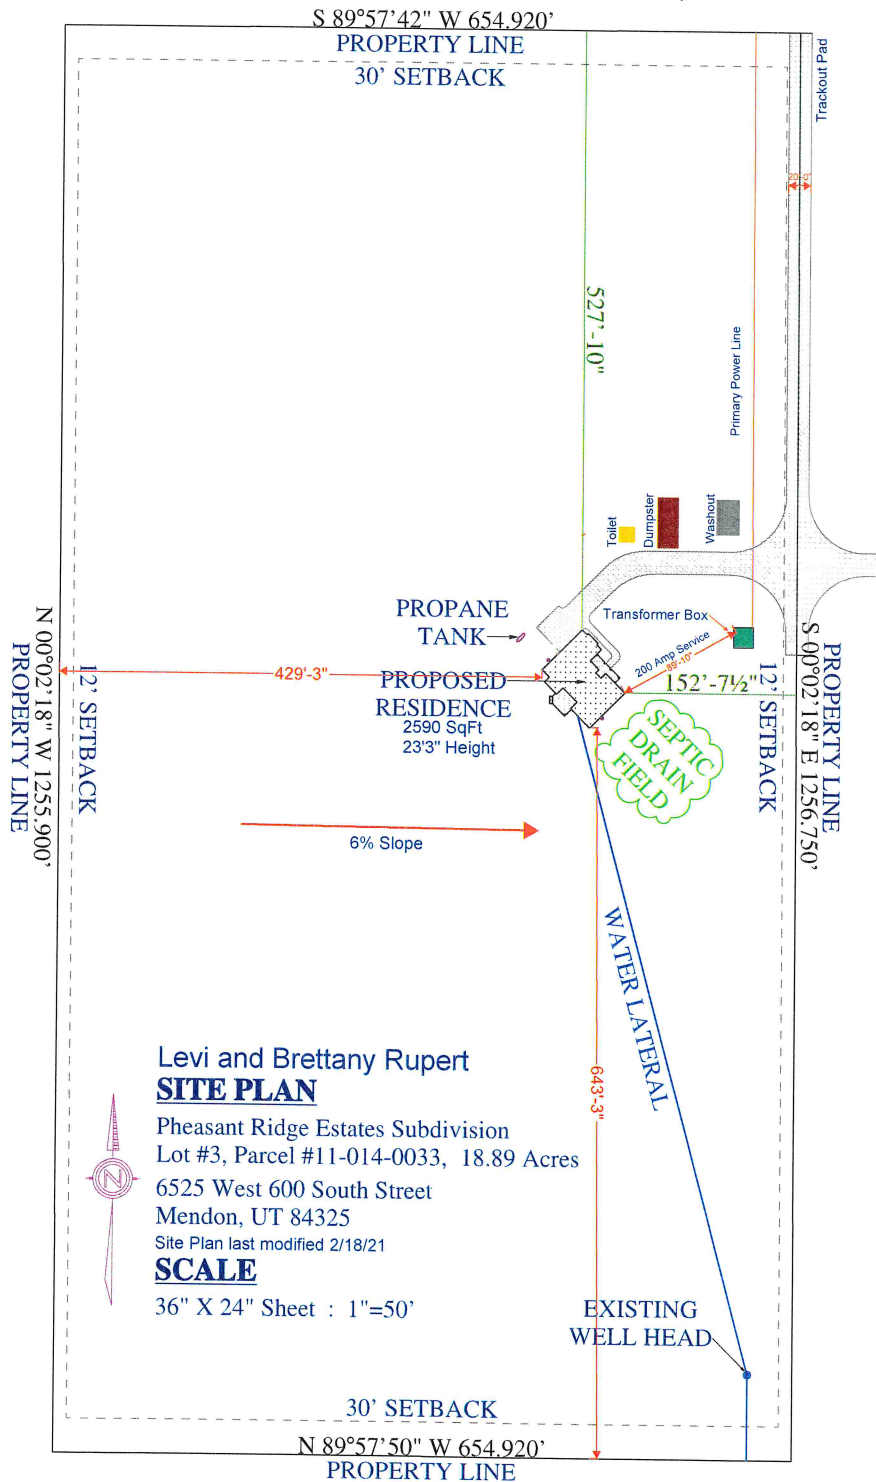 S 89°57'42" W 654.920'
PROPERTY LINE
30' SETBACK
Trackout Pad
20'-0"
527'-10"
Primary Power Line
Toilet
Dumpster
Washout
PROPANE
TANK
Transformer Box
200 Amp Service
89'-10"
429'-3"
PROPOSED
RESIDENCE
2590 SqFt
23'3" Height
152'-7½"
SEPTIC
DRAIN
FIELD
12' SETBACK
N 00°02'18" W 1255.900'
PROPERTY LINE
12' SETBACK
S 00°02'18" E 1256.750'
PROPERTY LINE
6% Slope
WATER LATERAL
643'-3"
Levi and Brettany Rupert
SITE PLAN
Pheasant Ridge Estates Subdivision
Lot #3, Parcel #11-014-0033, 18.89 Acres
6525 West 600 South Street
Mendon, UT 84325
Site Plan last modified 2/18/21
SCALE
36" X 24" Sheet : 1"=50'
N
EXISTING
WELL HEAD
30' SETBACK
N 89°57'50" W 654.920'
PROPERTY LINE